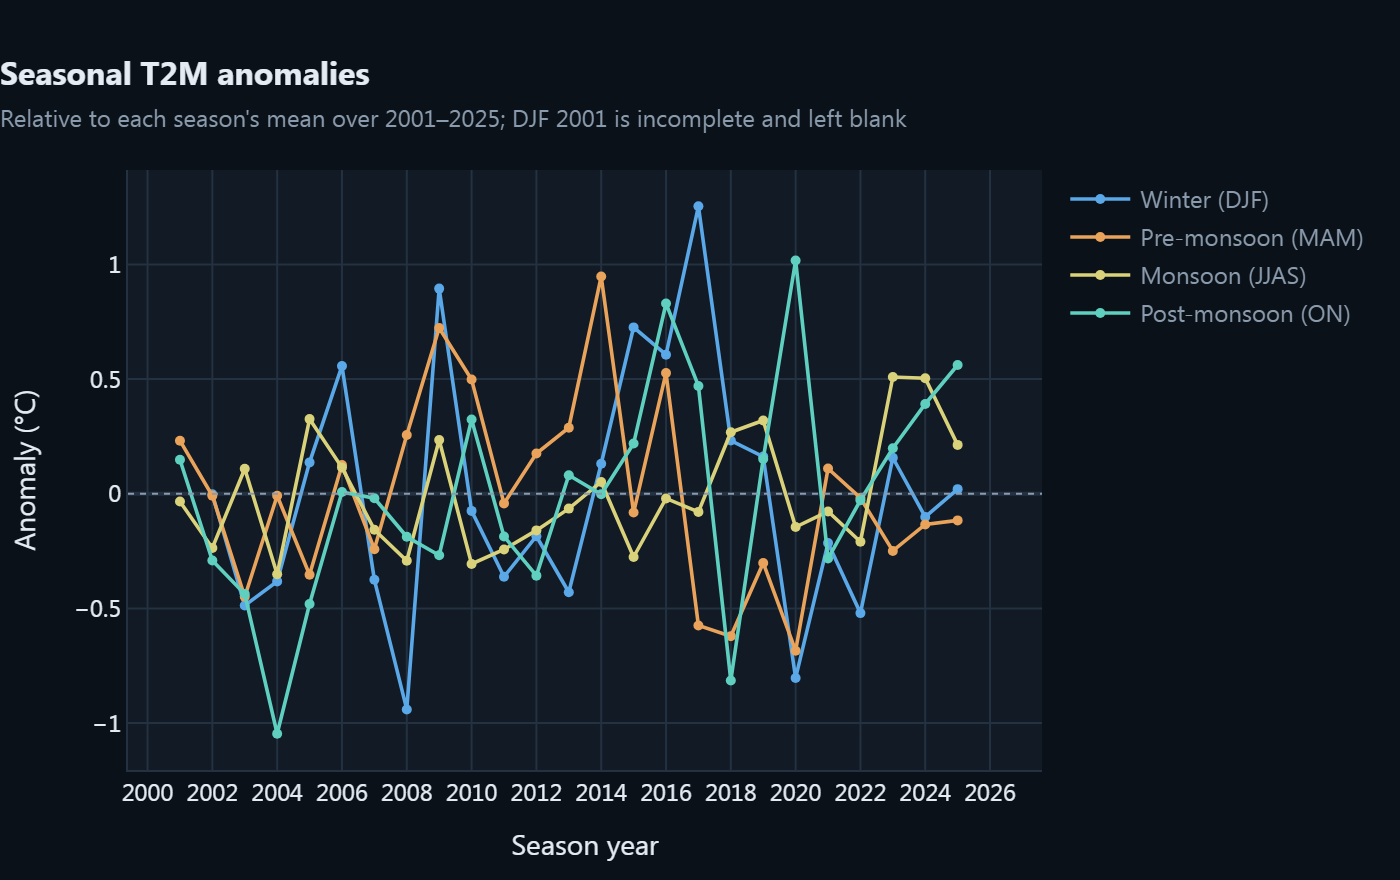 Seasonal T2M anomalies
Relative to each season's mean over 2001–2025; DJF 2001 is incomplete and left blank
Winter (DJF)
Pre-monsoon (MAM)
Monsoon (JJAS)
Post-monsoon (ON)
Anomaly (°C)
1
0.5
0
−0.5
−1
2000 2002 2004 2006 2008 2010 2012 2014 2016 2018 2020 2022 2024 2026
Season year